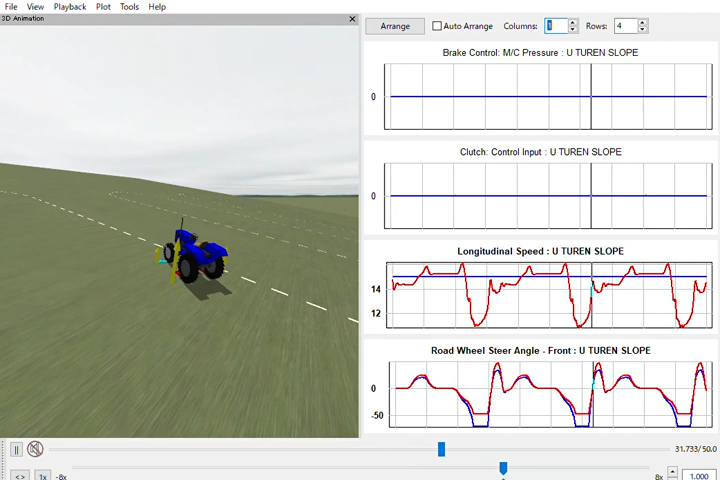 File View Playback Plot Tools Help
3D Animation
Arrange Auto Arrange Columns: 1 Rows: 4
Brake Control: M/C Pressure : U TUREN SLOPE
0
Clutch: Control Input : U TUREN SLOPE
0
Longitudinal Speed : U TUREN SLOPE
14
12
Road Wheel Steer Angle - Front : U TUREN SLOPE
0
-50
31.733/50.0
<> 1x -8x 8x 1.000